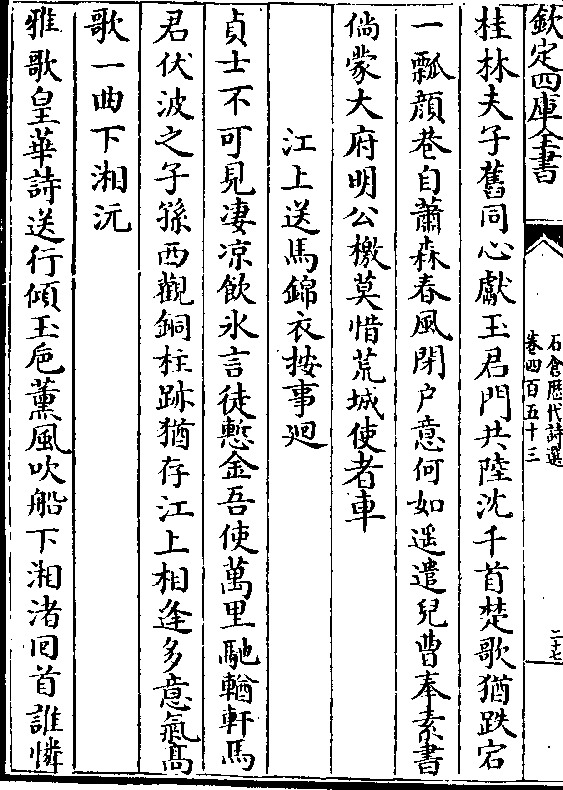 欽定四庫全書
石倉歷代詩選
卷四百五十三
二十七
桂林夫子舊同心獻玉君門共陸沈千首楚歌猶跌宕
一瓢顔巷自蕭森春風閉户意何如遥遣兒曹奉素書
倘蒙大府明公檄莫惜荒城使者車
江上送馬錦衣按事廻
貞士不可見淒凉飲氷言徒慙金吾使萬里馳輶軒馬
君伏波之子孫西觀銅柱跡猶存江上相逢多意氣髙
歌一曲下湘沅
雅歌皇華詩送行傾玉巵薰風吹船下湘渚囘首誰憐